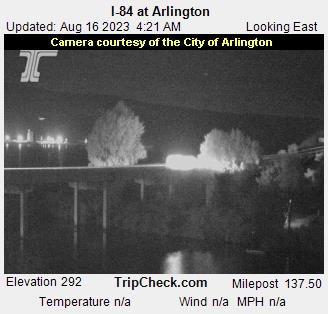 I-84 at Arlington
Updated: Aug 16 2023 4:21 AM Looking East
Camera courtesy of the City of Arlington
Elevation 292 TripCheck.com Milepost 137.50
Temperature n/a Wind n/a MPH n/a